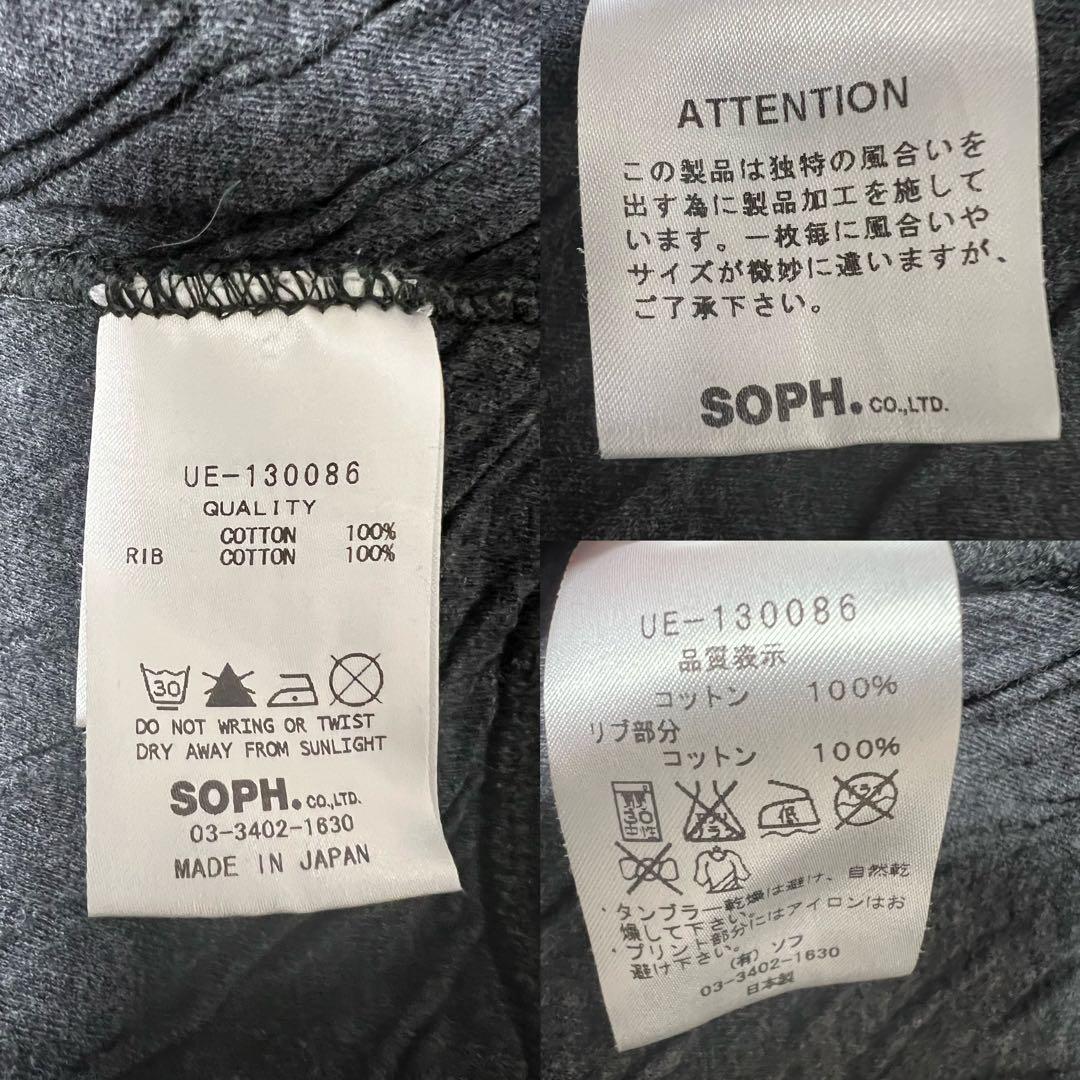 UE-130086
QUALITY
COTTON 100%
RIB COTTON 100%
30
DO NOT WRING OR TWIST
DRY AWAY FROM SUNLIGHT
SOPH. CO.,LTD.
03-3402-1630
MADE IN JAPAN
ATTENTION
この製品は独特の風合いを
出す為に製品加工を施して
います。一枚毎に風合いや
サイズが微妙に違いますが、
ご了承下さい。
SOPH. CO.,LTD.
UE-130086
品質表示
コットン 100%
リブ部分
コットン 100%
30
中性
低
ドライ
・タンブラー乾燥は避け、自然乾
燥して下さい。
・プリント部分にはアイロンはお
避け下さい。
(有)ソフ
03-3402-1630
日本製